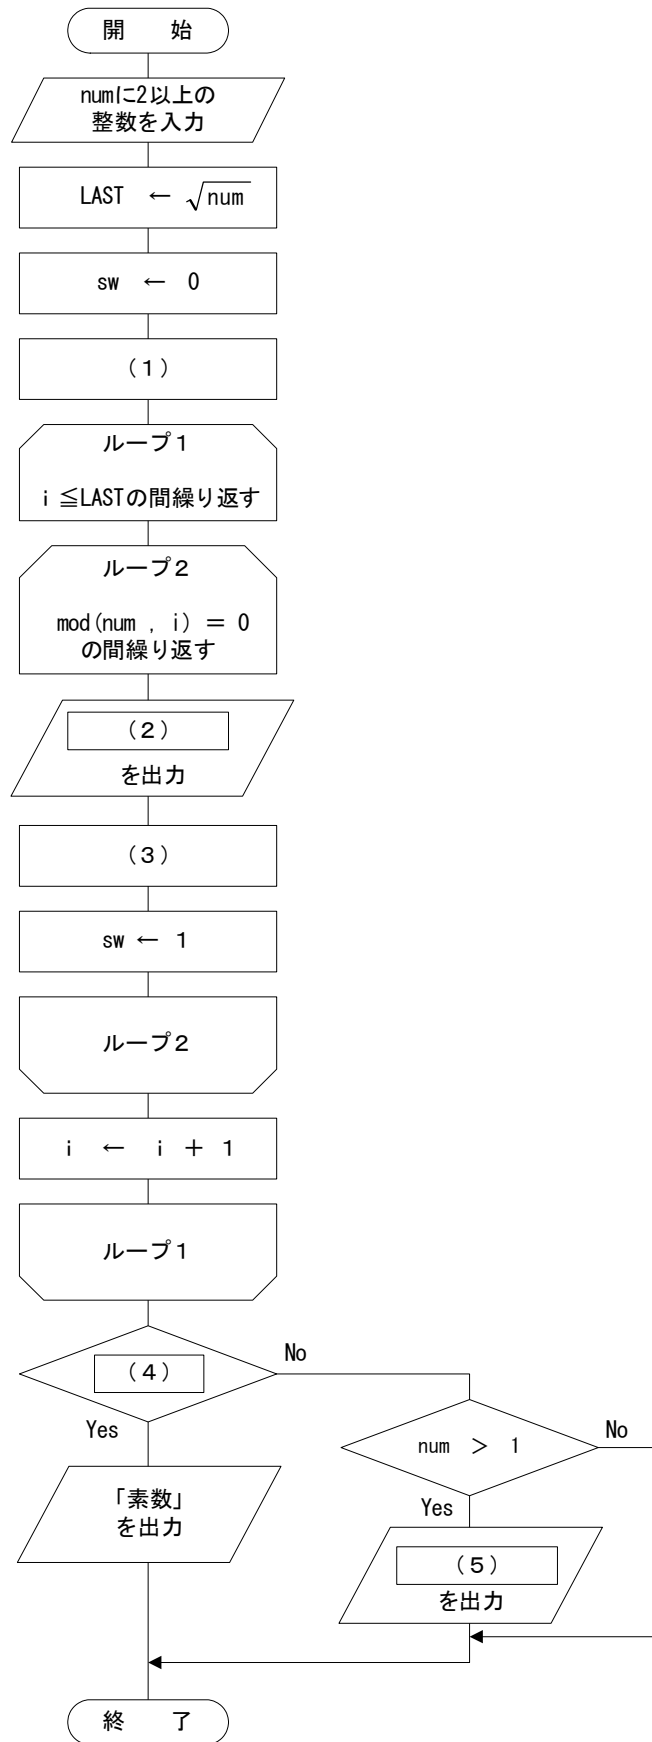 開　　始
numに2以上の
整数を入力
LAST ← √num
sw ← 0
（１）
ループ１
i ≦LASTの間繰り返す
ループ２
mod(num , i) ＝ 0
の間繰り返す
（２）
を出力
（３）
sw ← 1
ループ２
i ← i ＋ 1
ループ１
（４）
No
Yes
num ＞ 1
No
「素数」
を出力
Yes
（５）
を出力
終　　了